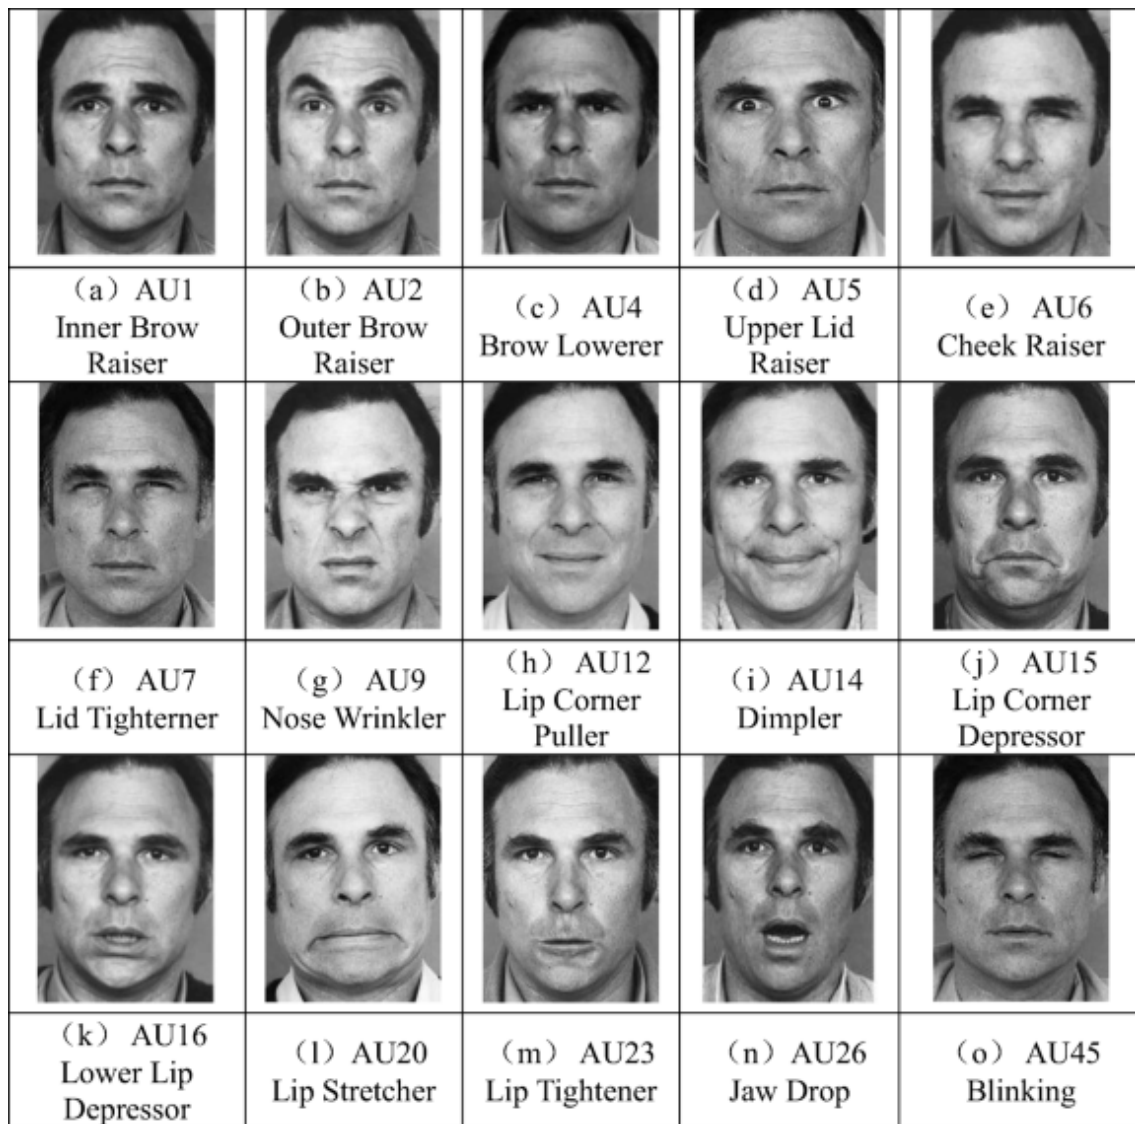 （a） AU1
Inner Brow
Raiser
（b） AU2
Outer Brow
Raiser
（c） AU4
Brow Lowerer
（d） AU5
Upper Lid
Raiser
（e） AU6
Cheek Raiser
（f） AU7
Lid Tighterner
（g） AU9
Nose Wrinkler
（h） AU12
Lip Corner
Puller
（i） AU14
Dimpler
（j） AU15
Lip Corner
Depressor
（k） AU16
Lower Lip
Depressor
（l） AU20
Lip Stretcher
（m） AU23
Lip Tightener
（n） AU26
Jaw Drop
（o） AU45
Blinking